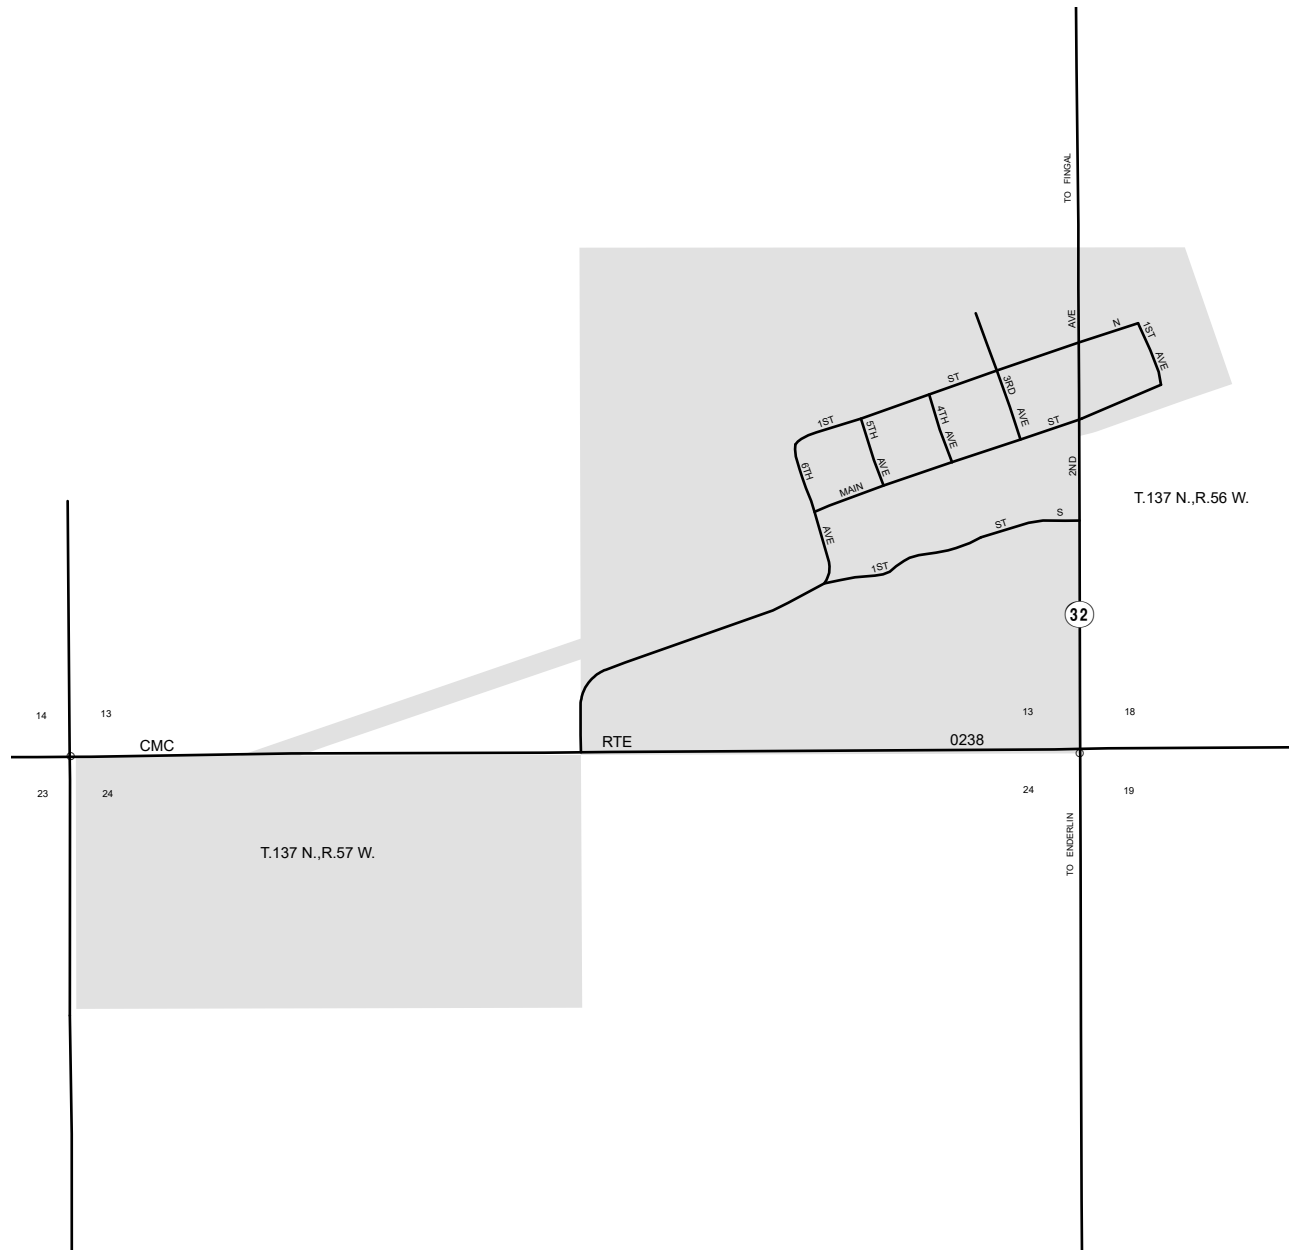 TO FINGAL
AVE
N
1ST
AVE
ST
3RD
AVE
ST
1ST
5TH
AVE
4TH
AVE
6TH
AVE
MAIN
2ND
T.137 N.,R.56 W.
S
ST
1ST
32
14
13
13
18
CMC
RTE
0238
23
24
24
19
TO ENDERLIN
T.137 N.,R.57 W.